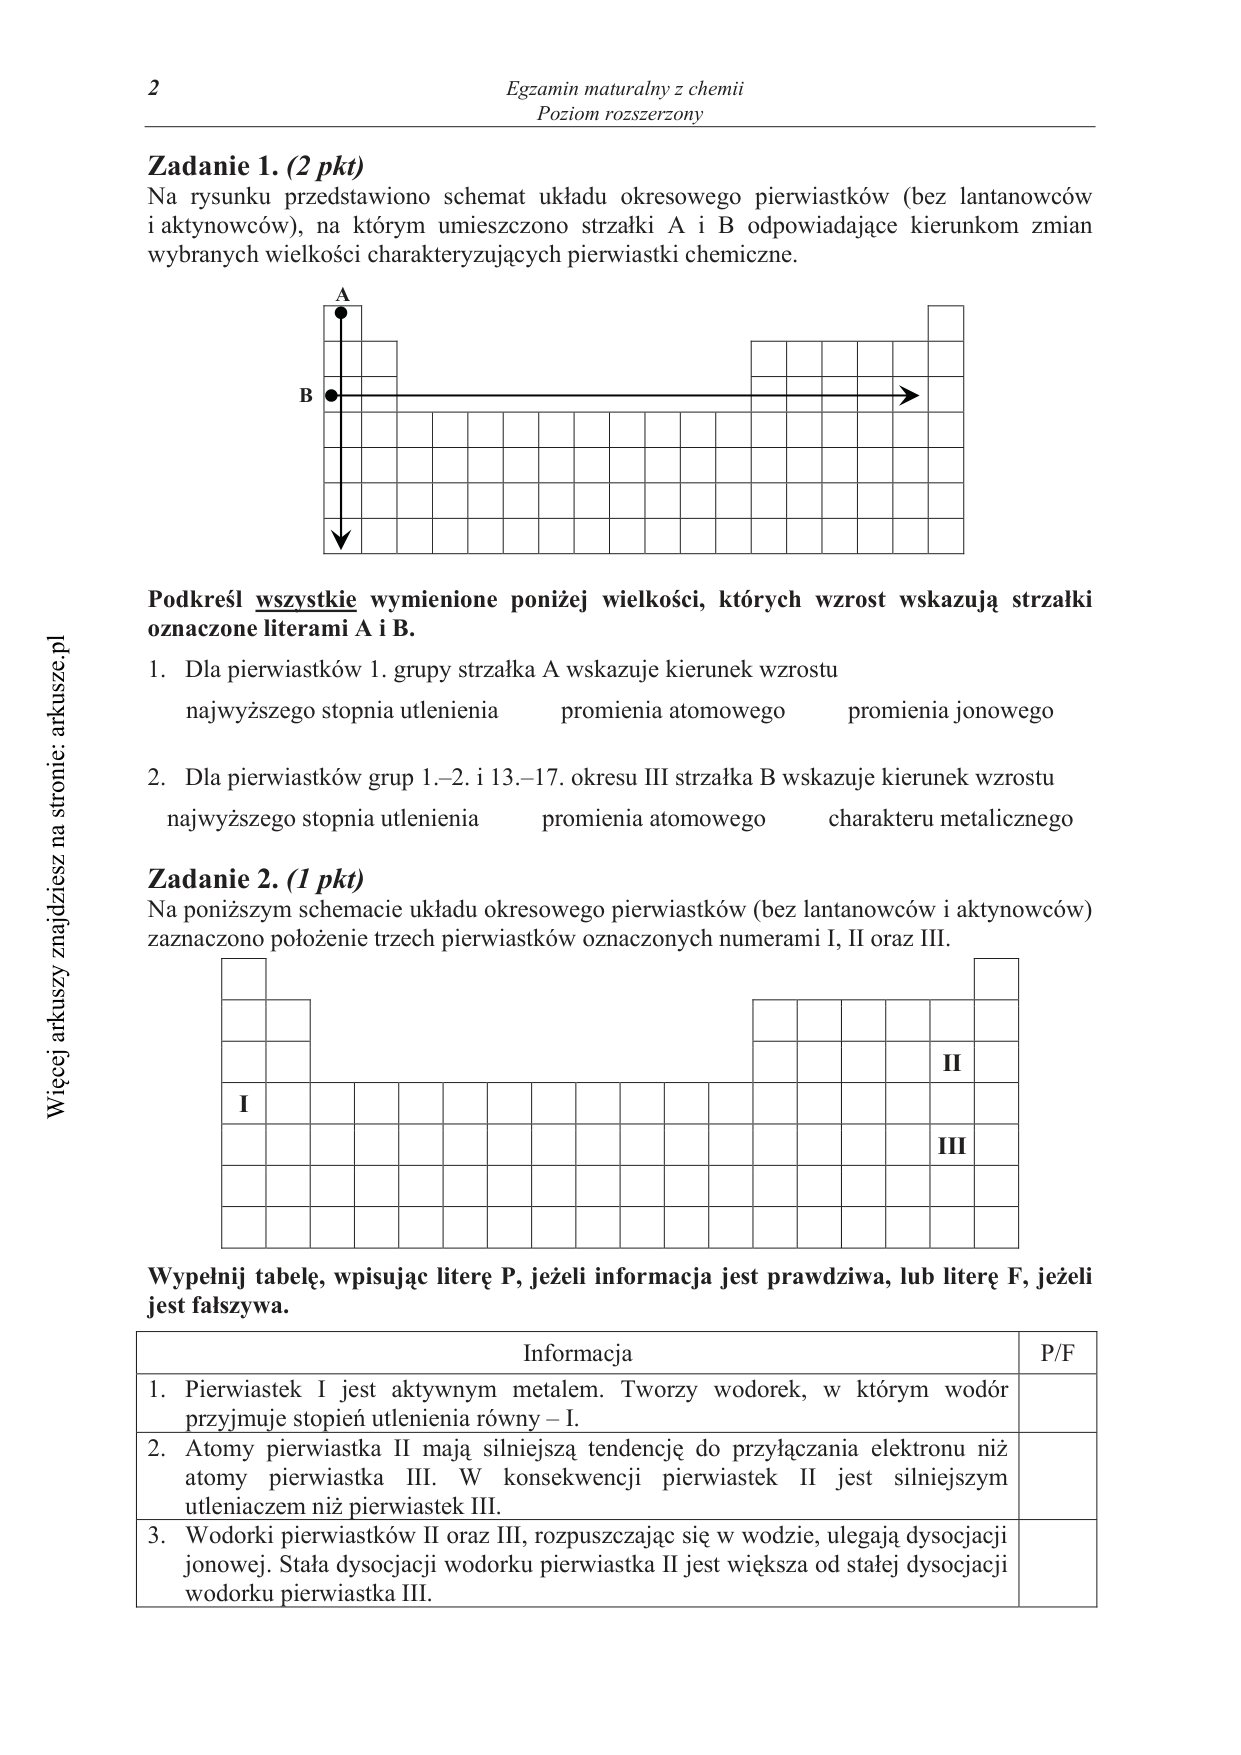 2
Egzamin maturalny z chemii
Poziom rozszerzony
Zadanie 1. (2 pkt)
Na rysunku przedstawiono schemat układu okresowego pierwiastków (bez lantanowców
i aktynowców), na którym umieszczono strzałki A i B odpowiadające kierunkom zmian
wybranych wielkości charakteryzujących pierwiastki chemiczne.
A
B
Podkreśl wszystkie wymienione poniżej wielkości, których wzrost wskazują strzałki
oznaczone literami A i B.
1. Dla pierwiastków 1. grupy strzałka A wskazuje kierunek wzrostu
najwyższego stopnia utlenienia promienia atomowego promienia jonowego
2. Dla pierwiastków grup 1.–2. i 13.–17. okresu III strzałka B wskazuje kierunek wzrostu
najwyższego stopnia utlenienia promienia atomowego charakteru metalicznego
Zadanie 2. (1 pkt)
Na poniższym schemacie układu okresowego pierwiastków (bez lantanowców i aktynowców)
zaznaczono położenie trzech pierwiastków oznaczonych numerami I, II oraz III.
II
I
III
Wypełnij tabelę, wpisując literę P, jeżeli informacja jest prawdziwa, lub literę F, jeżeli
jest fałszywa.
Informacja P/F
1. Pierwiastek I jest aktywnym metalem. Tworzy wodorek, w którym wodór
przyjmuje stopień utlenienia równy – I.
2. Atomy pierwiastka II mają silniejszą tendencję do przyłączania elektronu niż
atomy pierwiastka III. W konsekwencji pierwiastek II jest silniejszym
utleniaczem niż pierwiastek III.
3. Wodorki pierwiastków II oraz III, rozpuszczając się w wodzie, ulegają dysocjacji
jonowej. Stała dysocjacji wodorku pierwiastka II jest większa od stałej dysocjacji
wodorku pierwiastka III.
Więcej arkuszy znajdziesz na stronie: arkusze.pl